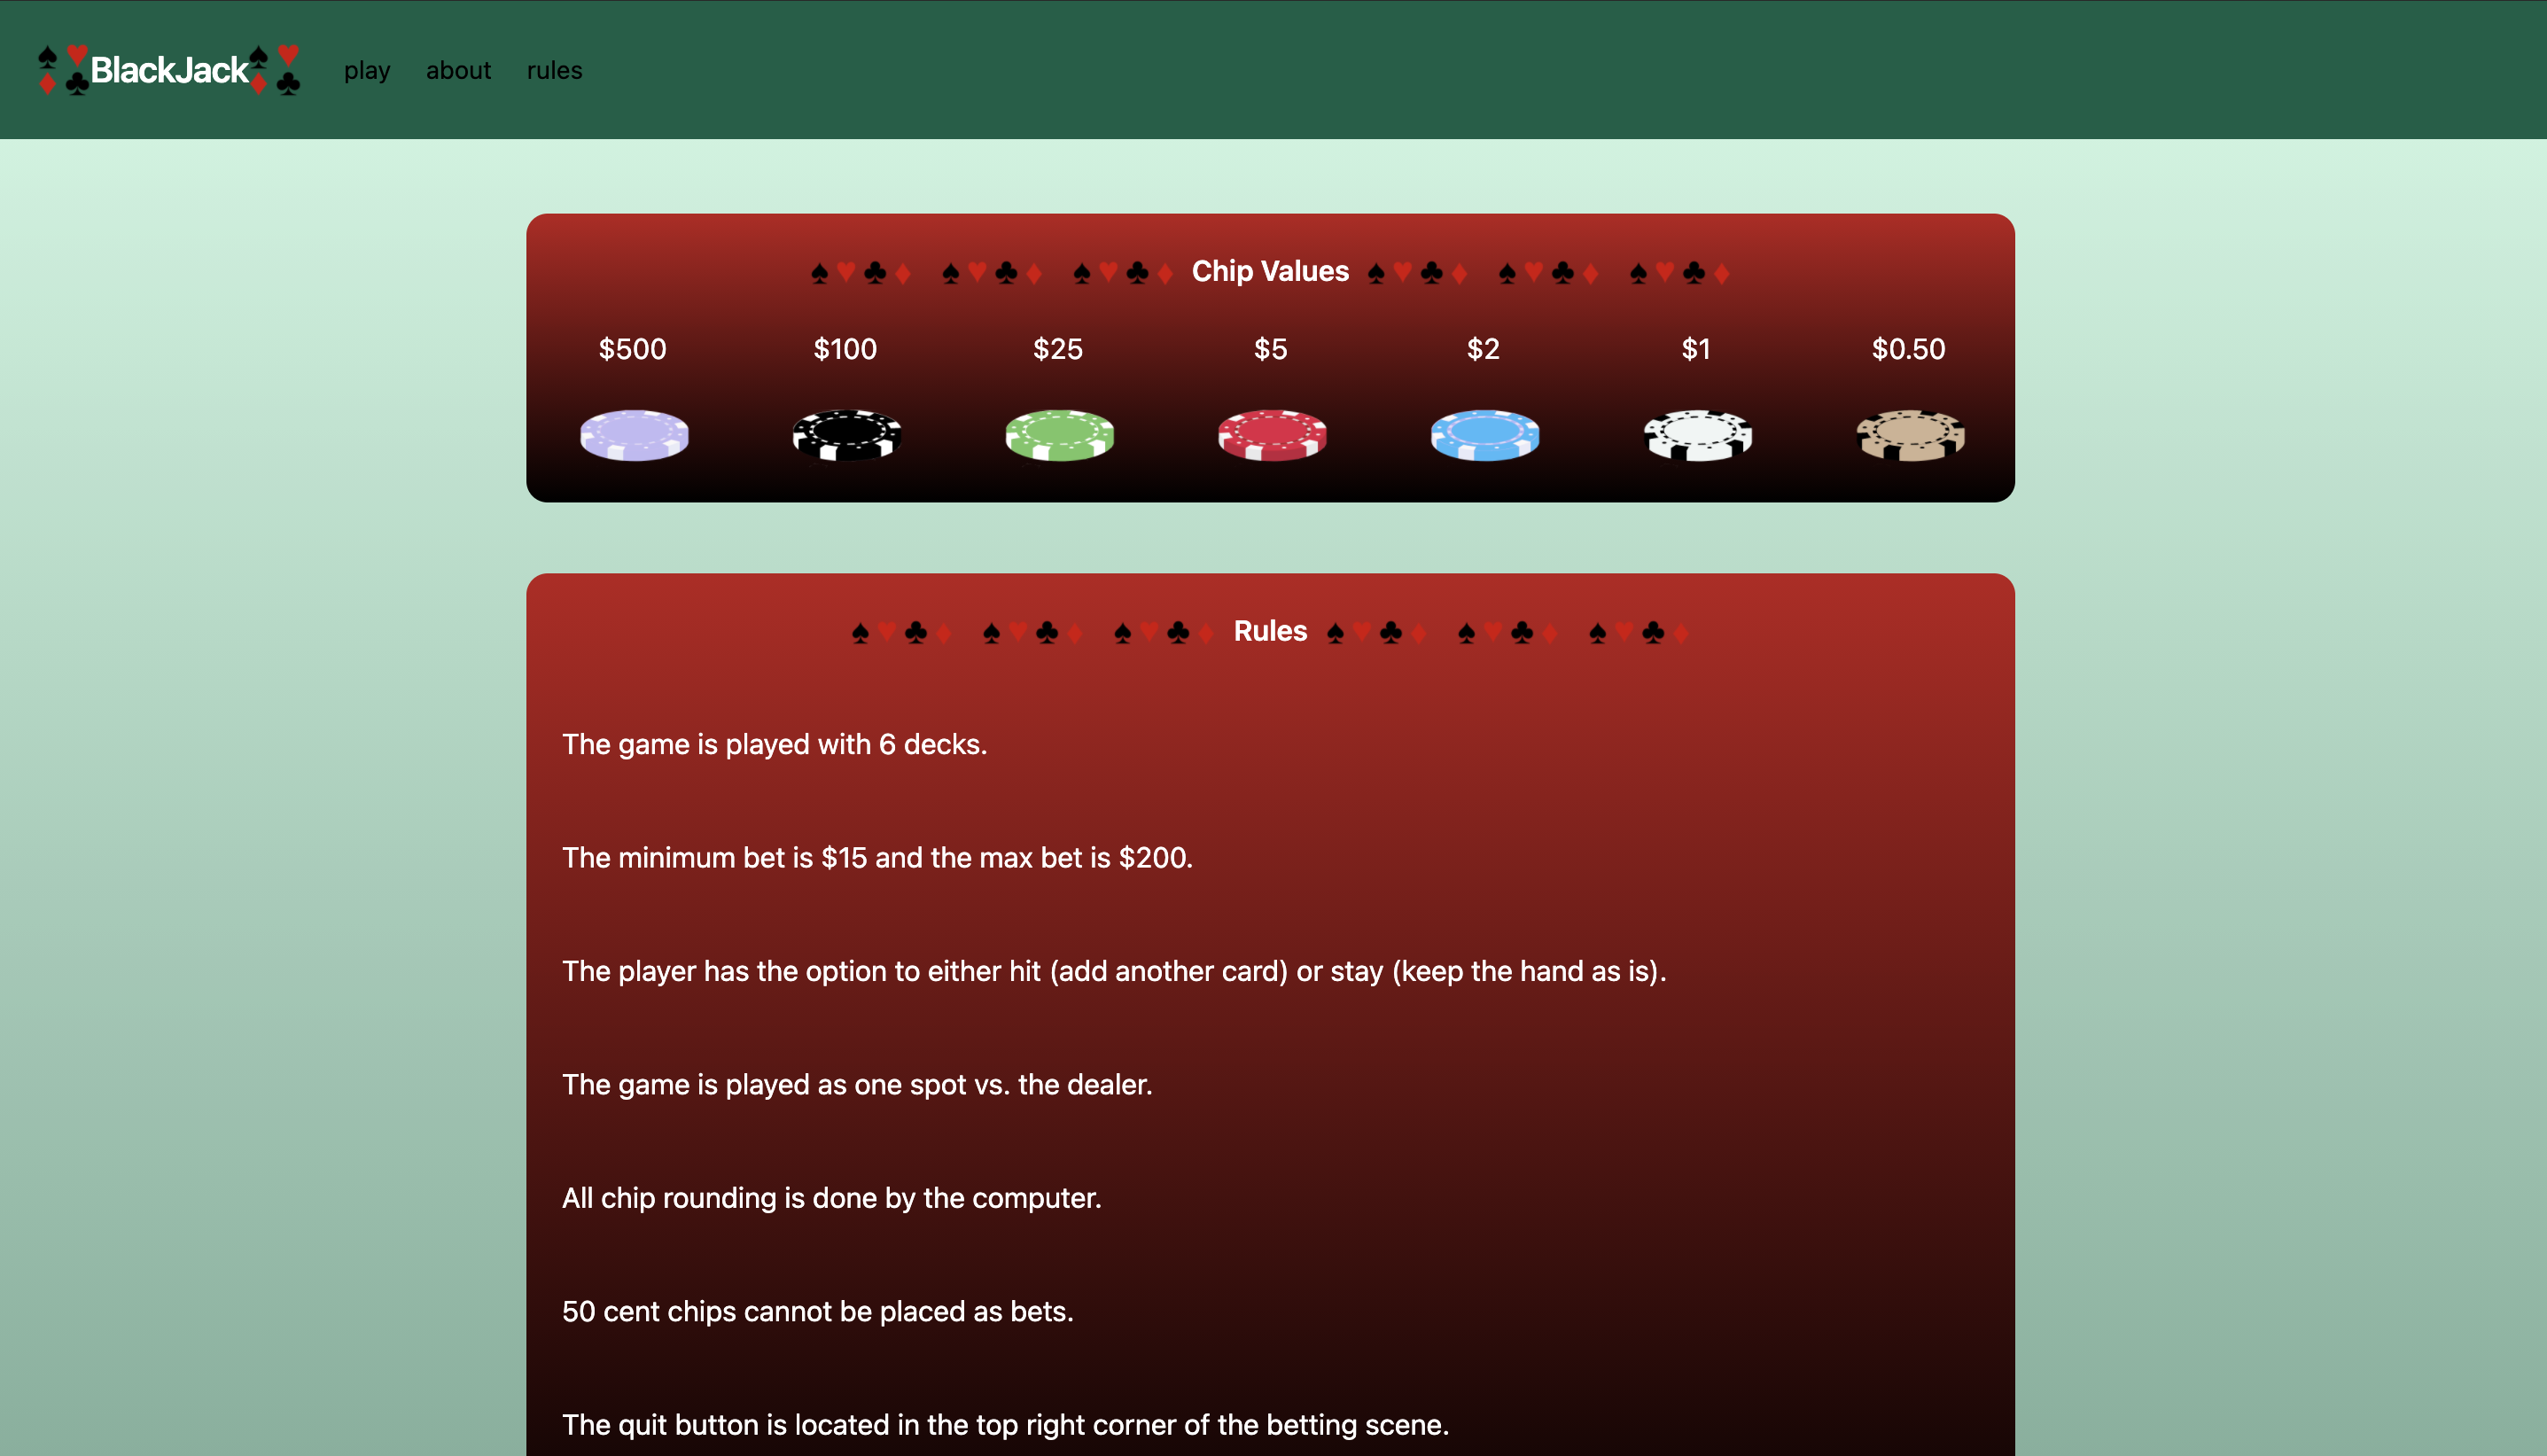 BlackJack play about rules
Chip Values
$500 $100 $25 $5 $2 $1 $0.50
Rules
The game is played with 6 decks.
The minimum bet is $15 and the max bet is $200.
The player has the option to either hit (add another card) or stay (keep the hand as is).
The game is played as one spot vs. the dealer.
All chip rounding is done by the computer.
50 cent chips cannot be placed as bets.
The quit button is located in the top right corner of the betting scene.